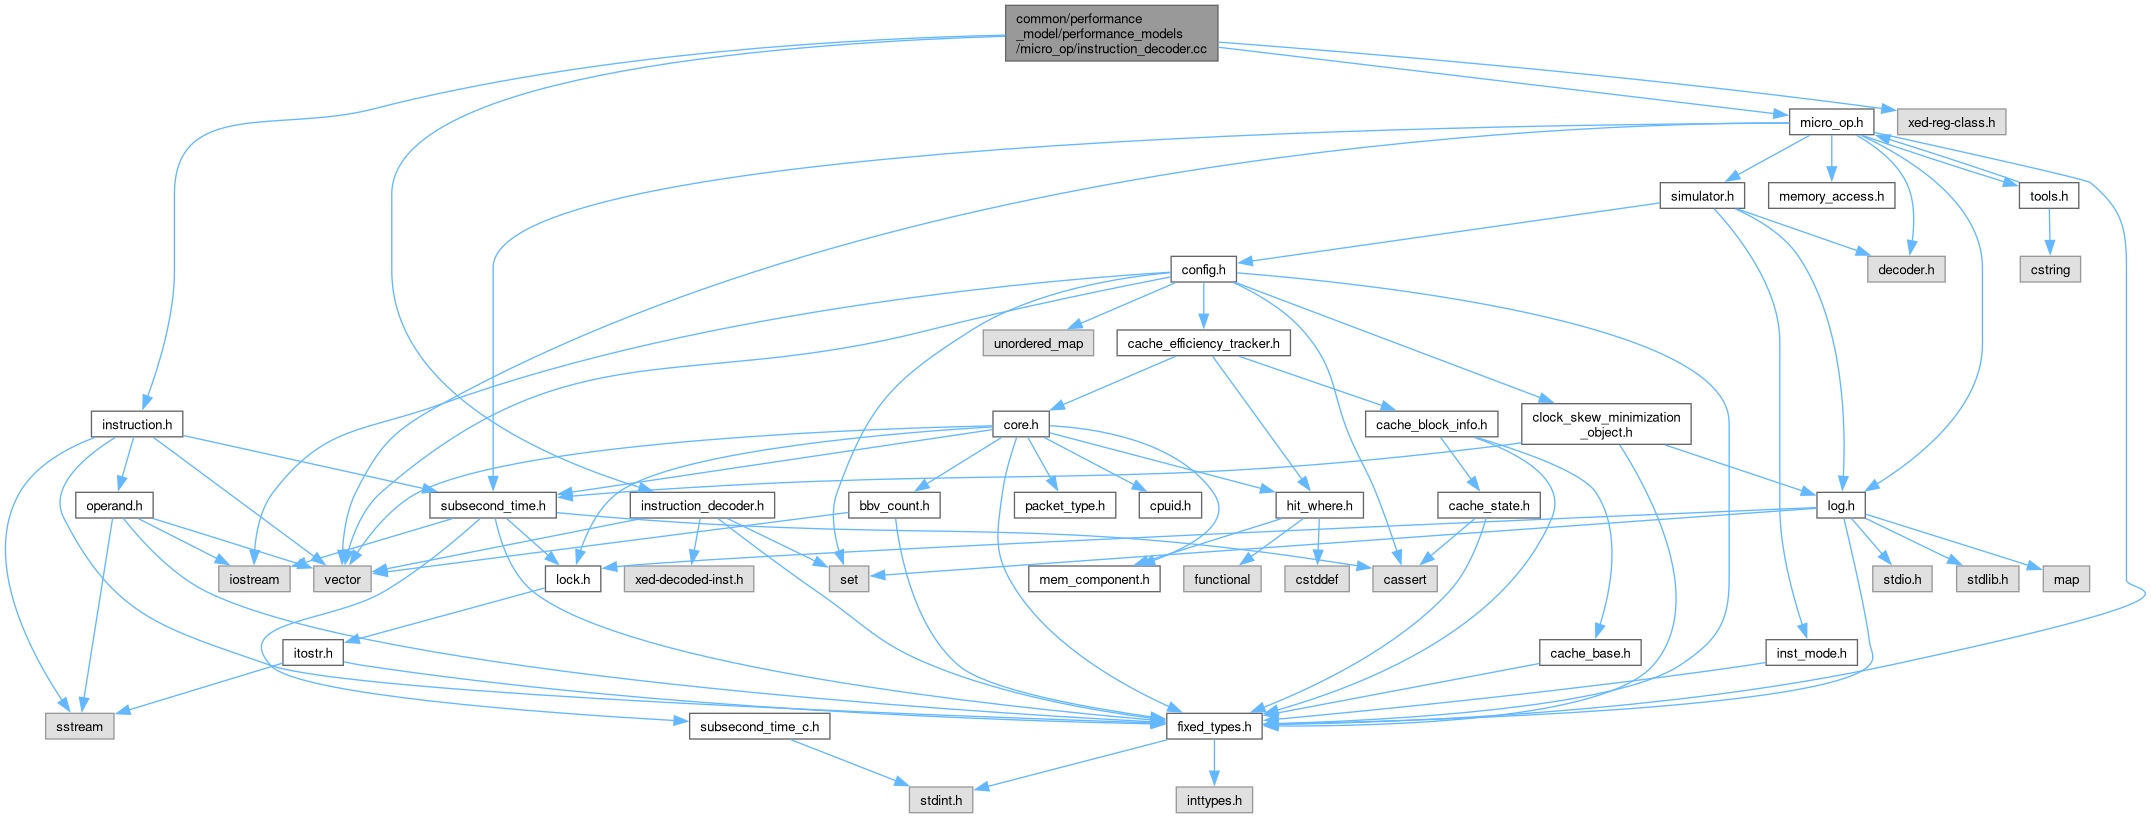 common/performance
_model/performance_models
/micro_op/instruction_decoder.cc
micro_op.h
xed-reg-class.h
simulator.h
memory_access.h
tools.h
config.h
decoder.h
cstring
unordered_map
cache_efficiency_tracker.h
instruction.h
core.h
cache_block_info.h
clock_skew_minimization
_object.h
operand.h
subsecond_time.h
instruction_decoder.h
bbv_count.h
packet_type.h
cpuid.h
hit_where.h
cache_state.h
log.h
iostream
vector
lock.h
xed-decoded-inst.h
set
mem_component.h
functional
cstddef
cassert
stdio.h
stdlib.h
map
itostr.h
cache_base.h
inst_mode.h
sstream
subsecond_time_c.h
fixed_types.h
stdint.h
inttypes.h